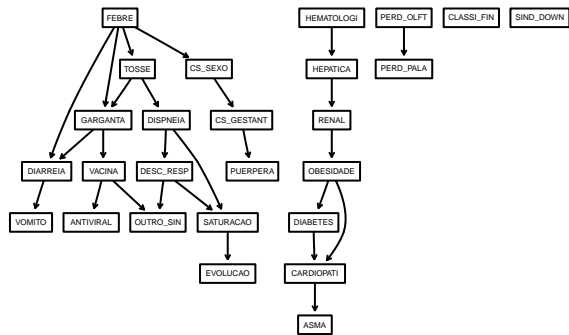 FEBRE
HEMATOLOGI
PERD_OLFT
CLASSI_FIN
SIND_DOWN
TOSSE
CS_SEXO
HEPATICA
PERD_PALA
GARGANTA
DISPNEIA
CS_GESTANT
RENAL
DIARREIA
VACINA
DESC_RESP
PUERPERA
OBESIDADE
VOMITO
ANTIVIRAL
OUTRO_SIN
SATURACAO
DIABETES
EVOLUCAO
CARDIOPATI
ASMA